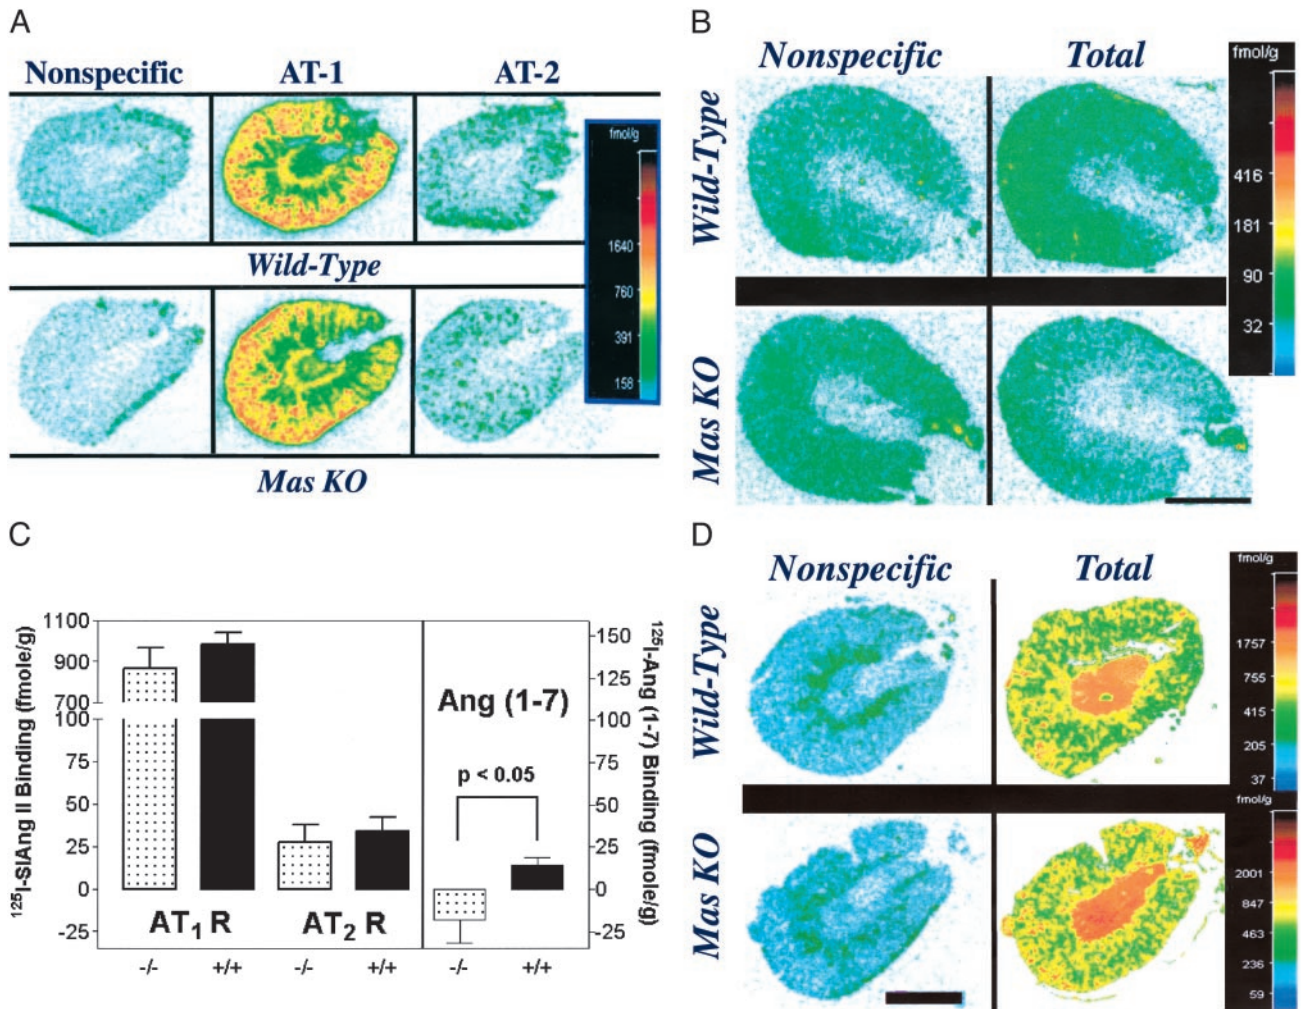 A
Nonspecific AT-1 AT-2
fmol/g
1640
760
391
158
Wild-Type
Mas KO
B
Nonspecific Total
fmol/g
416
181
90
32
Wild-Type
Mas KO
C
¹²⁵I-SIAng II Binding (fmole/g)
1100
900
700
100
75
50
25
0
-25
AT₁ R AT₂ R
-/- +/+ -/- +/+ -/- +/+
Ang (1-7)
p < 0.05
150
125
100
75
50
25
0
-25
¹²⁵I-Ang (1-7) Binding (fmole/g)
D
Nonspecific Total
Wild-Type
Mas KO
fmol/g
1757
755
415
205
37
fmol/g
2001
847
463
236
59